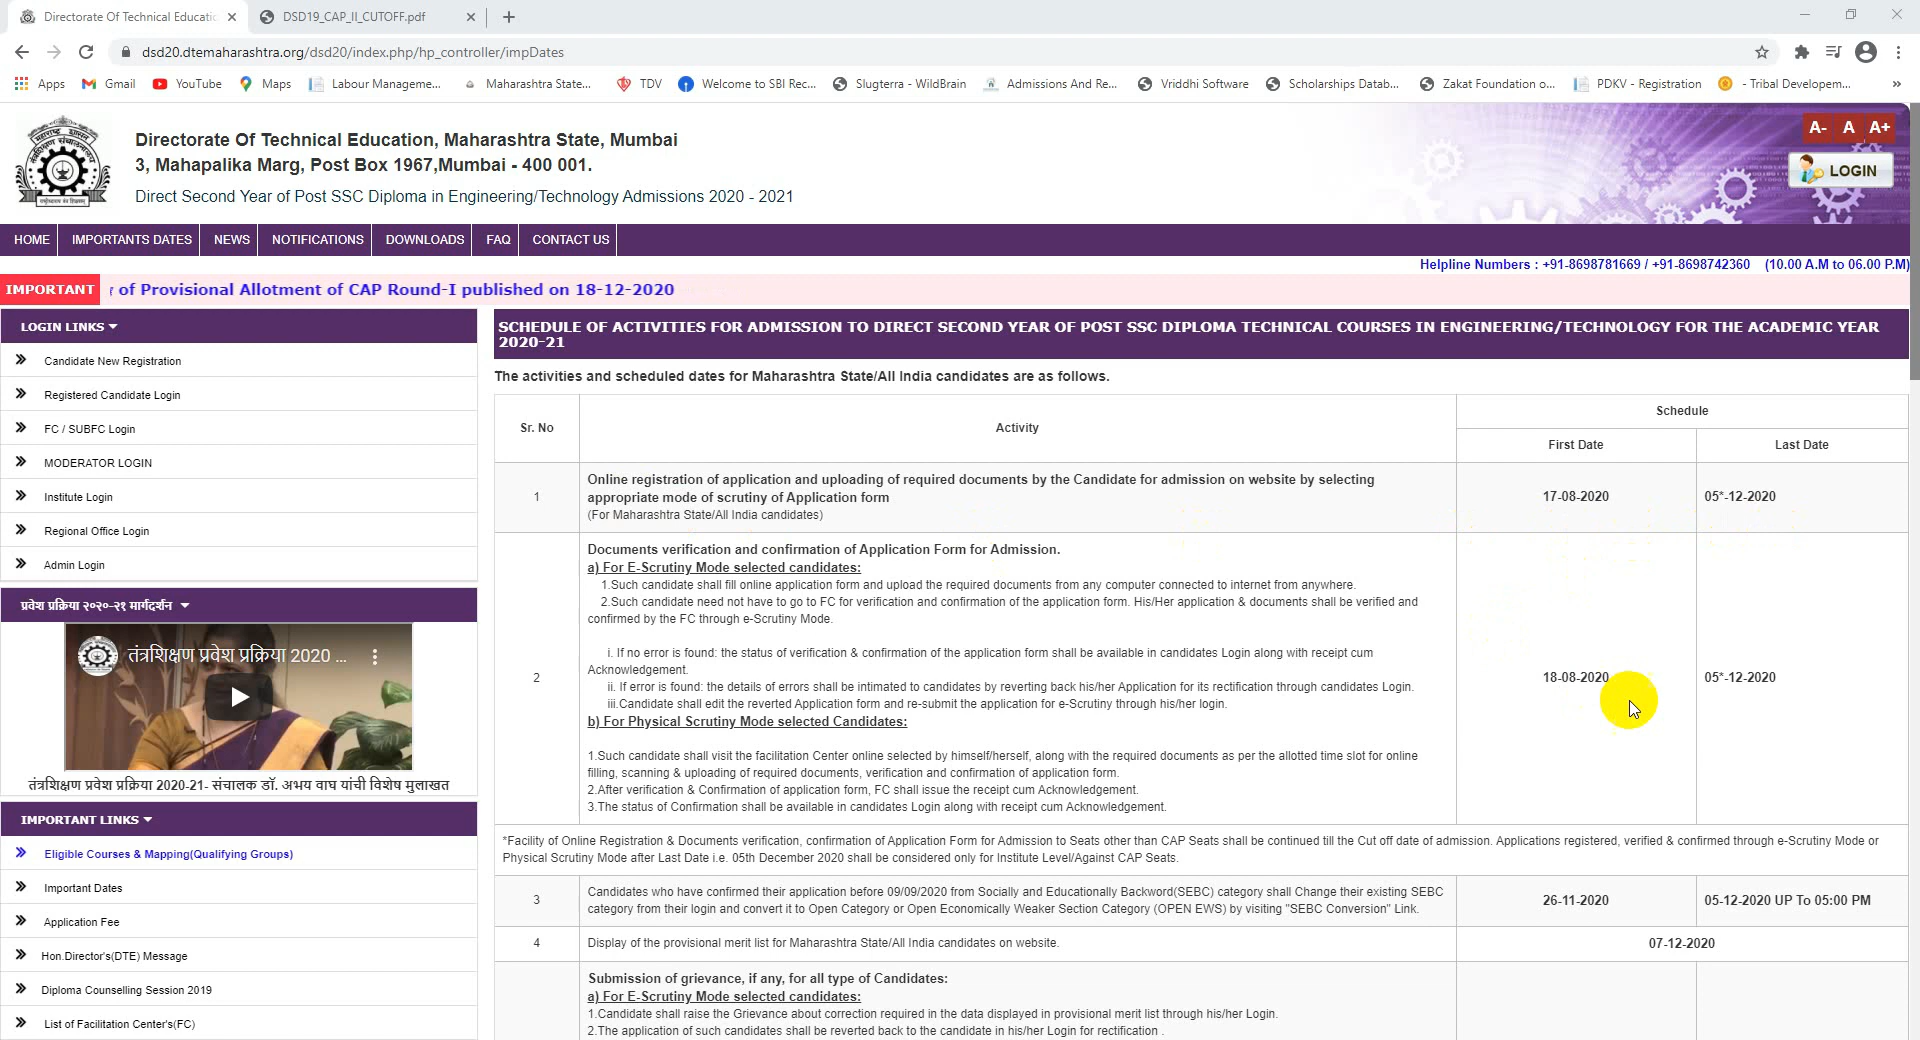 Directorate Of Technical Educatic
DSD19_CAP_II_CUTOFF.pdf
dsd20.dtemaharashtra.org/dsd20/index.php/hp_controller/impDates
Apps Gmail YouTube Maps Labour Manageme... Maharashtra State... TDV Welcome to SBI Rec... Slugterra - WildBrain Admissions And Re... Viriddhi Software Scholarships Datab... Zakat Foundation o... PDKV - Registration - Tribal Developem... »
Directorate Of Technical Education, Maharashtra State, Mumbai
3, Mahapalika Marg, Post Box 1967,Mumbai - 400 001.
Direct Second Year of Post SSC Diploma in Engineering/Technology Admissions 2020 - 2021
A- A A+
LOGIN
HOME IMPORTANTS DATES NEWS NOTIFICATIONS DOWNLOADS FAQ CONTACT US
Helpline Numbers : +91-8698781669 / +91-8698742360 (10.00 A.M to 06.00 P.M)
IMPORTANT of Provisional Allotment of CAP Round-I published on 18-12-2020
LOGIN LINKS
Candidate New Registration
Registered Candidate Login
FC / SUBFC Login
MODERATOR LOGIN
Institute Login
Regional Office Login
Admin Login
प्रवेश प्रक्रिया २०२०-२१ मार्गदर्शन
तंत्रशिक्षण प्रवेश प्रक्रिया 2020 ...
तंत्रशिक्षण प्रवेश प्रक्रिया 2020-21- संचालक डॉ. अभय वाघ यांची विशेष मुलाखत
IMPORTANT LINKS
Eligible Courses & Mapping(Qualifying Groups)
Important Dates
Application Fee
Hon.Director's(DTE) Message
Diploma Counselling Session 2019
List of Facilitation Center's(FC)
SCHEDULE OF ACTIVITIES FOR ADMISSION TO DIRECT SECOND YEAR OF POST SSC DIPLOMA TECHNICAL COURSES IN ENGINEERING/TECHNOLOGY FOR THE ACADEMIC YEAR
2020-21
The activities and scheduled dates for Maharashtra State/All India candidates are as follows.
Sr. No Activity Schedule
First Date Last Date
1 Online registration of application and uploading of required documents by the Candidate for admission on website by selecting
appropriate mode of scrutiny of Application form
(For Maharashtra State/All India candidates)
17-08-2020 05*-12-2020
2 Documents verification and confirmation of Application Form for Admission.
a) For E-Scrutiny Mode selected candidates:
1.Such candidate shall fill online application form and upload the required documents from any computer connected to internet from anywhere.
2.Such candidate need not have to go to FC for verification and confirmation of the application form. His/Her application & documents shall be verified and
confirmed by the FC through e-Scrutiny Mode.
i. If no error is found: the status of verification & confirmation of the application form shall be available in candidates Login along with receipt cum
Acknowledgement.
ii. If error is found: the details of errors shall be intimated to candidates by reverting back his/her Application for its rectification through candidates Login.
iii.Candidate shall edit the reverted Application form and re-submit the application for e-Scrutiny through his/her login.
b) For Physical Scrutiny Mode selected Candidates:
1.Such candidate shall visit the facilitation Center online selected by himself/herself, along with the required documents as per the allotted time slot for online
filling, scanning & uploading of required documents, verification and confirmation of application form.
2.After verification & Confirmation of application form, FC shall issue the receipt cum Acknowledgement.
3.The status of Confirmation shall be available in candidates Login along with receipt cum Acknowledgement.
18-08-2020 05*-12-2020
*Facility of Online Registration & Documents verification, confirmation of Application Form for Admission to Seats other than CAP Seats shall be continued till the Cut off date of admission. Applications registered, verified & confirmed through e-Scrutiny Mode or
Physical Scrutiny Mode after Last Date i.e. 05th December 2020 shall be considered only for Institute Level/Against CAP Seats.
3 Candidates who have confirmed their application before 09/09/2020 from Socially and Educationally Backword(SEBC) category shall Change their existing SEBC
category from their login and convert it to Open Category or Open Economically Weaker Section Category (OPEN EWS) by visiting "SEBC Conversion" Link.
26-11-2020 05-12-2020 UP To 05:00 PM
4 Display of the provisional merit list for Maharashtra State/All India candidates on website. 07-12-2020
Submission of grievance, if any, for all type of Candidates:
a) For E-Scrutiny Mode selected candidates:
1.Candidate shall raise the Grievance about correction required in the data displayed in provisional merit list through his/her Login.
2.The application of such candidates shall be reverted back to the candidate in his/her Login for rectification .